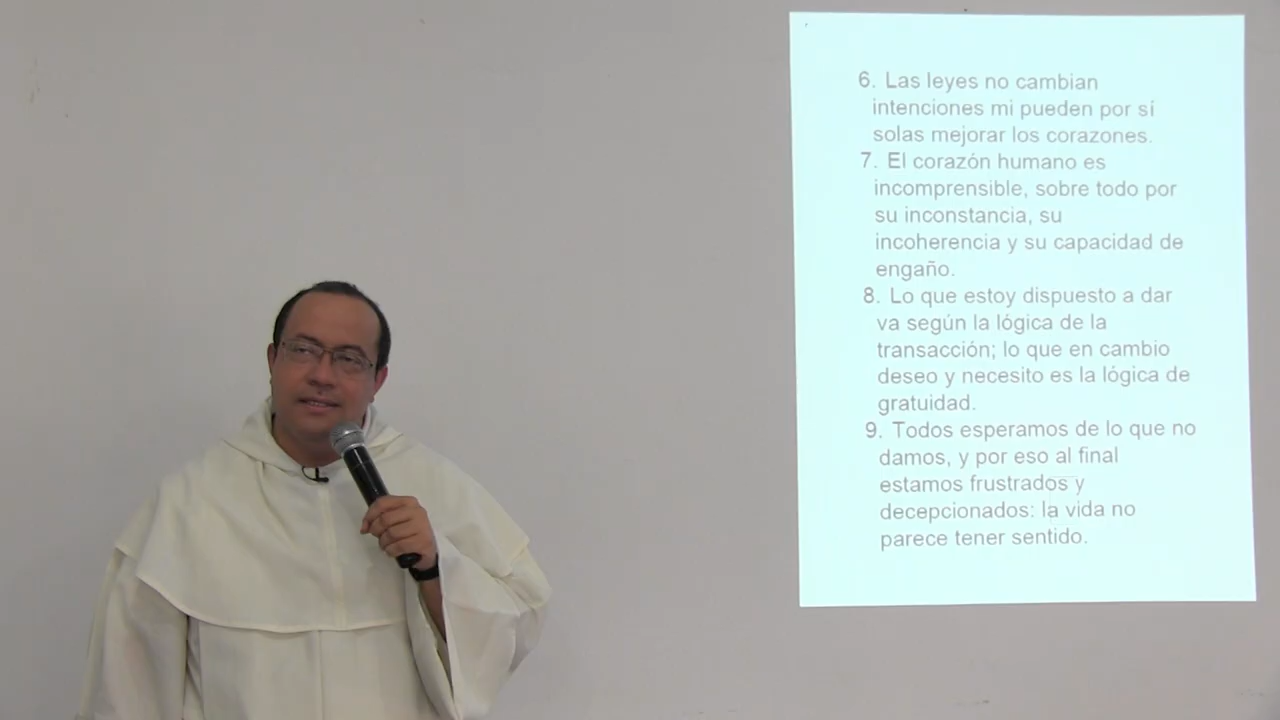 6. Las leyes no cambian
intenciones mi pueden por sí
solas mejorar los corazones.
7. El corazón humano es
incomprensible, sobre todo por
su inconstancia, su
incoherencia y su capacidad de
engaño.
8. Lo que estoy dispuesto a dar
va según la lógica de la
transacción; lo que en cambio
deseo y necesito es la lógica de
gratuidad.
9. Todos esperamos de lo que no
damos, y por eso al final
estamos frustrados y
decepcionados: la vida no
parece tener sentido.